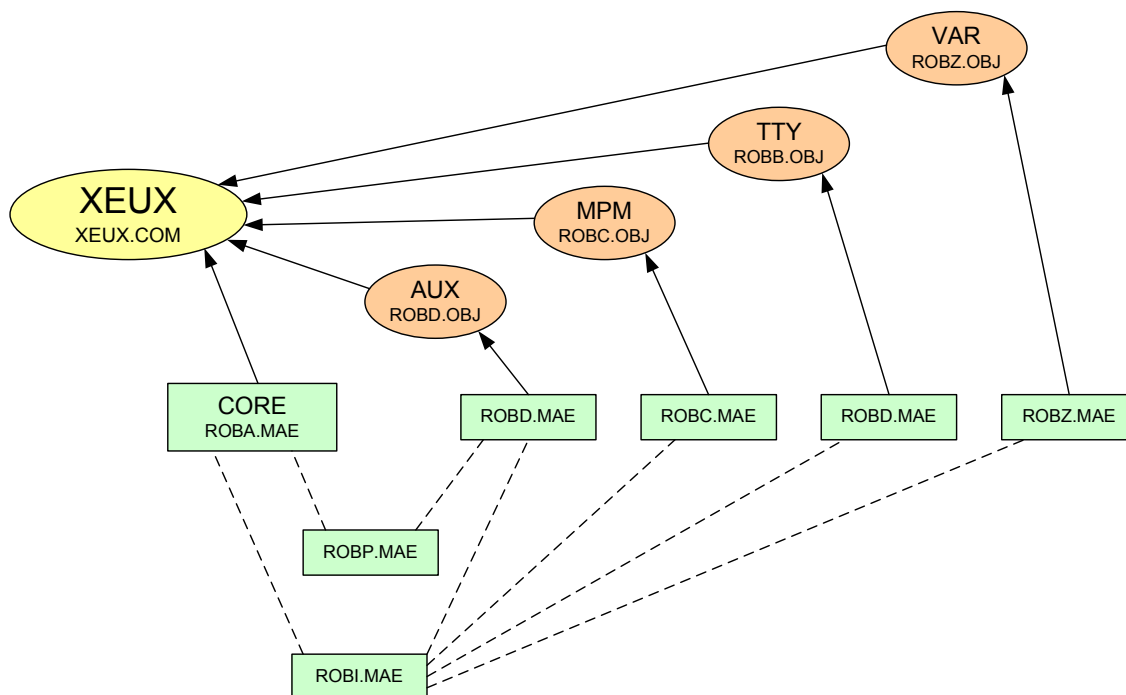 VAR
ROBZ.OBJ
TTY
ROBB.OBJ
XEUX
XEUX.COM
MPM
ROBC.OBJ
AUX
ROBD.OBJ
CORE
ROBA.MAE
ROBD.MAE
ROBC.MAE
ROBD.MAE
ROBZ.MAE
ROBP.MAE
ROBI.MAE